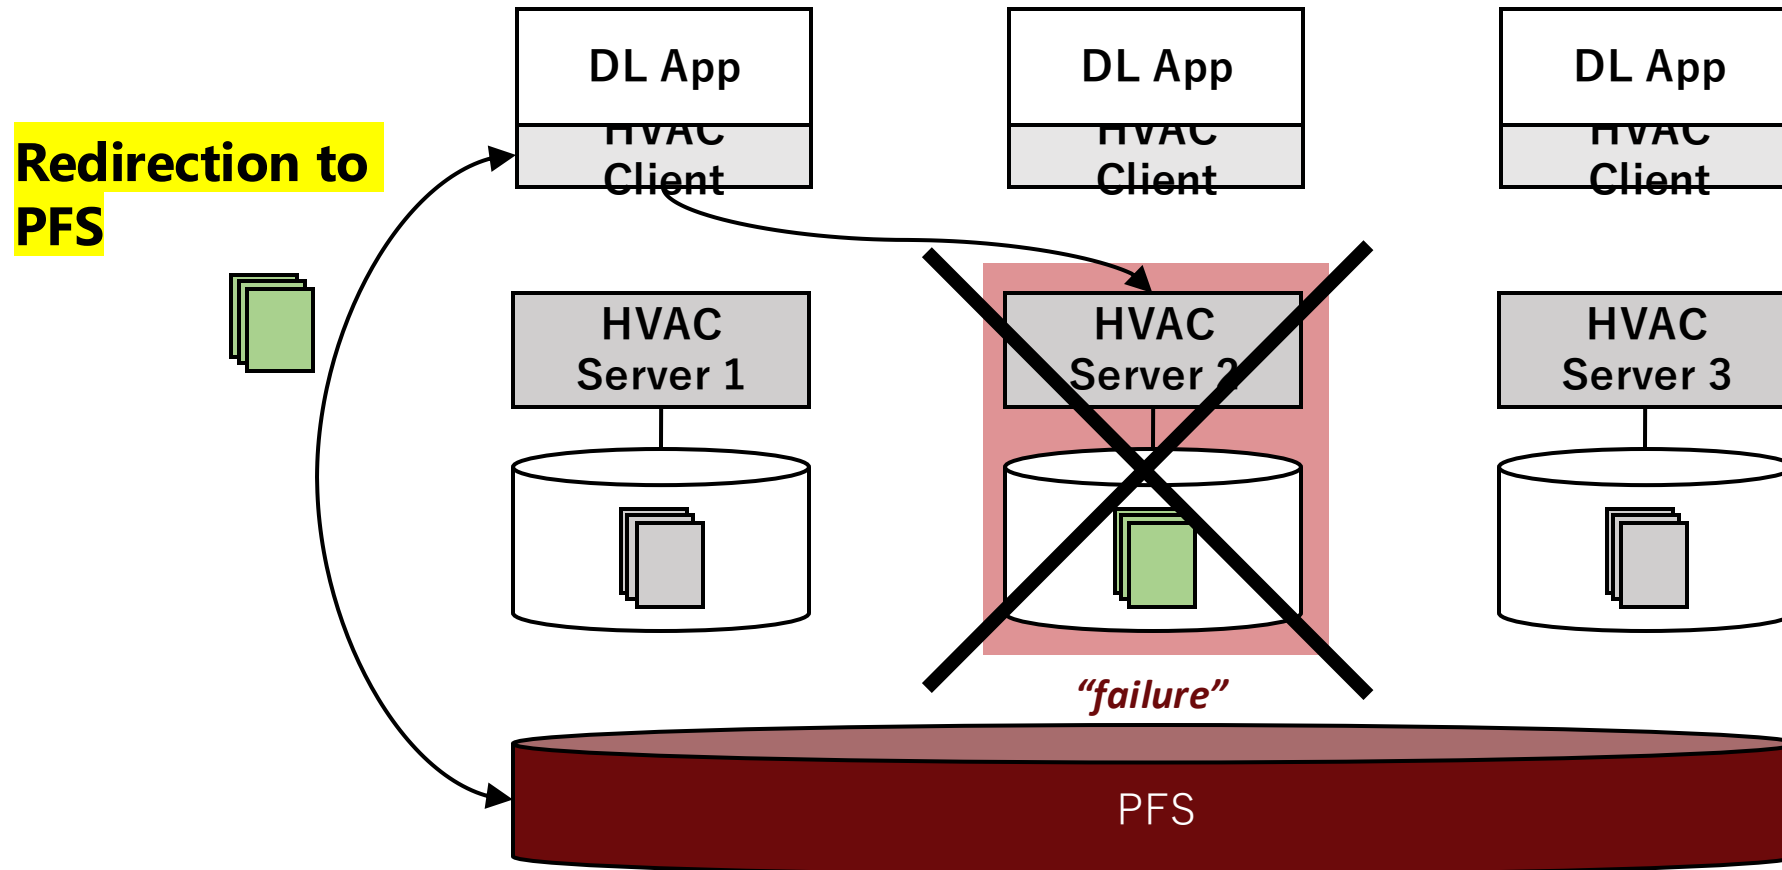 DL App
DL App
DL App
HVAC
Client
HVAC
Client
HVAC
Client
Redirection to
PFS
HVAC
Server 1
HVAC
Server 2
HVAC
Server 3
“failure”
PFS